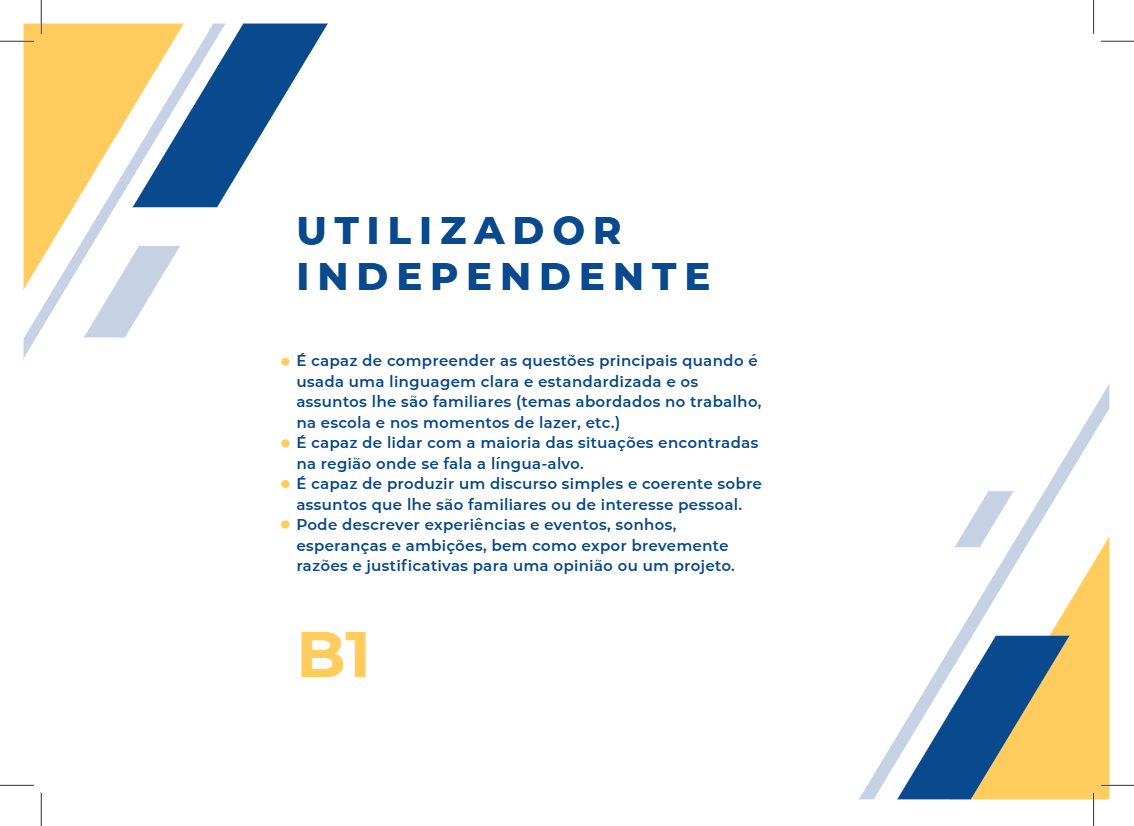 UTILIZADOR
INDEPENDENTE
É capaz de compreender as questões principais quando é
usada uma linguagem clara e estandardizada e os
assuntos lhe são familiares (temas abordados no trabalho,
na escola e nos momentos de lazer, etc.)
É capaz de lidar com a maioria das situações encontradas
na região onde se fala a língua-alvo.
É capaz de produzir um discurso simples e coerente sobre
assuntos que lhe são familiares ou de interesse pessoal.
Pode descrever experiências e eventos, sonhos,
esperanças e ambições, bem como expor brevemente
razões e justificativas para uma opinião ou um projeto.
B1